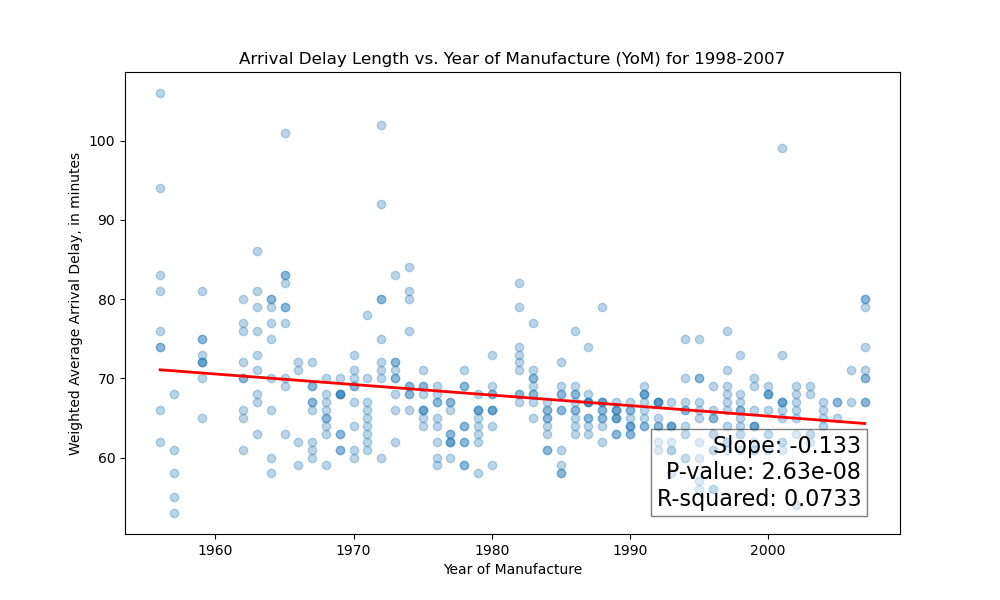 Arrival Delay Length vs. Year of Manufacture (YoM) for 1998-2007
Weighted Average Arrival Delay, in minutes
100
90
80
70
60
Slope: -0.133
P-value: 2.63e-08
R-squared: 0.0733
1960 1970 1980 1990 2000
Year of Manufacture